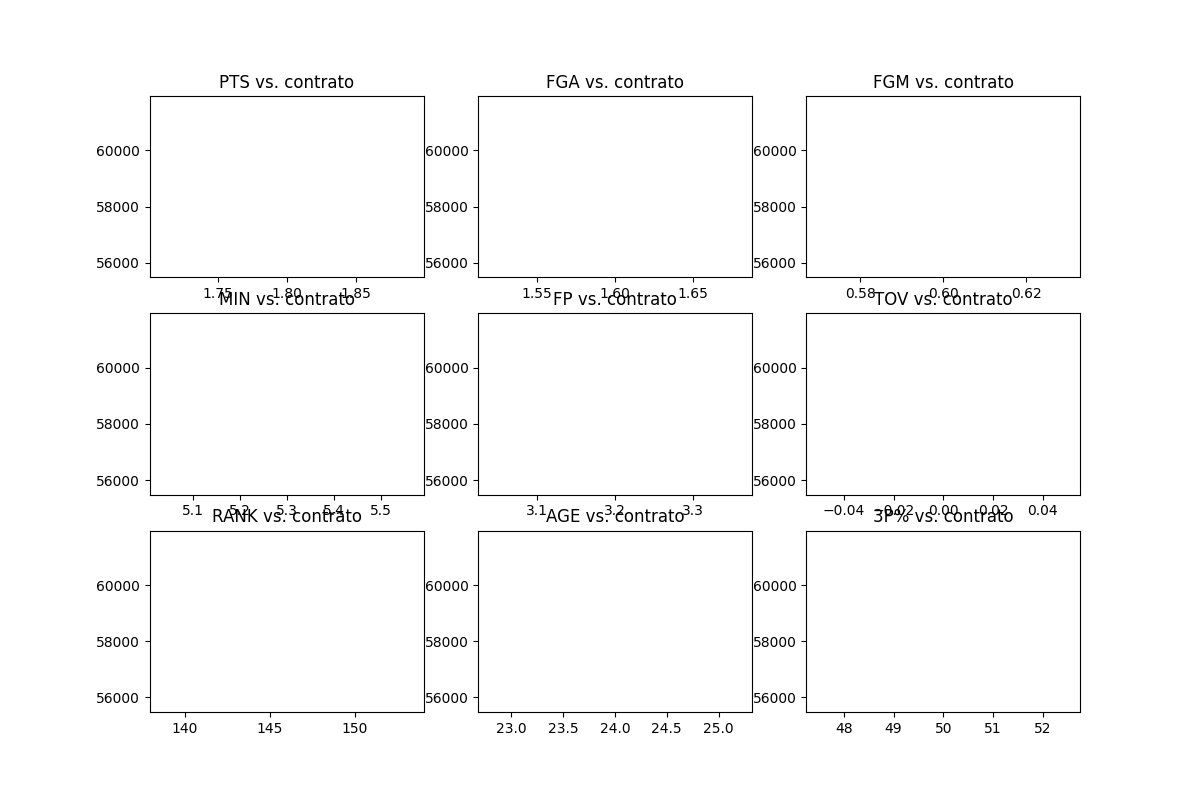 PTS vs. contrato
FGA vs. contrato
FGM vs. contrato
60000
58000
56000
60000
58000
56000
60000
58000
56000
1.75 1.80 1.85
1.55 1.60 1.65
0.58 0.60 0.62
MIN vs. contrato
FP vs. contrato
TOV vs. contrato
60000
58000
56000
60000
58000
56000
60000
58000
56000
5.1 5.2 5.3 5.4 5.5
3.1 3.2 3.3
−0.04 −0.02 0.00 0.02 0.04
RANK vs. contrato
AGE vs. contrato
3P% vs. contrato
60000
58000
56000
60000
58000
56000
60000
58000
56000
140 145 150
23.0 23.5 24.0 24.5 25.0
48 49 50 51 52